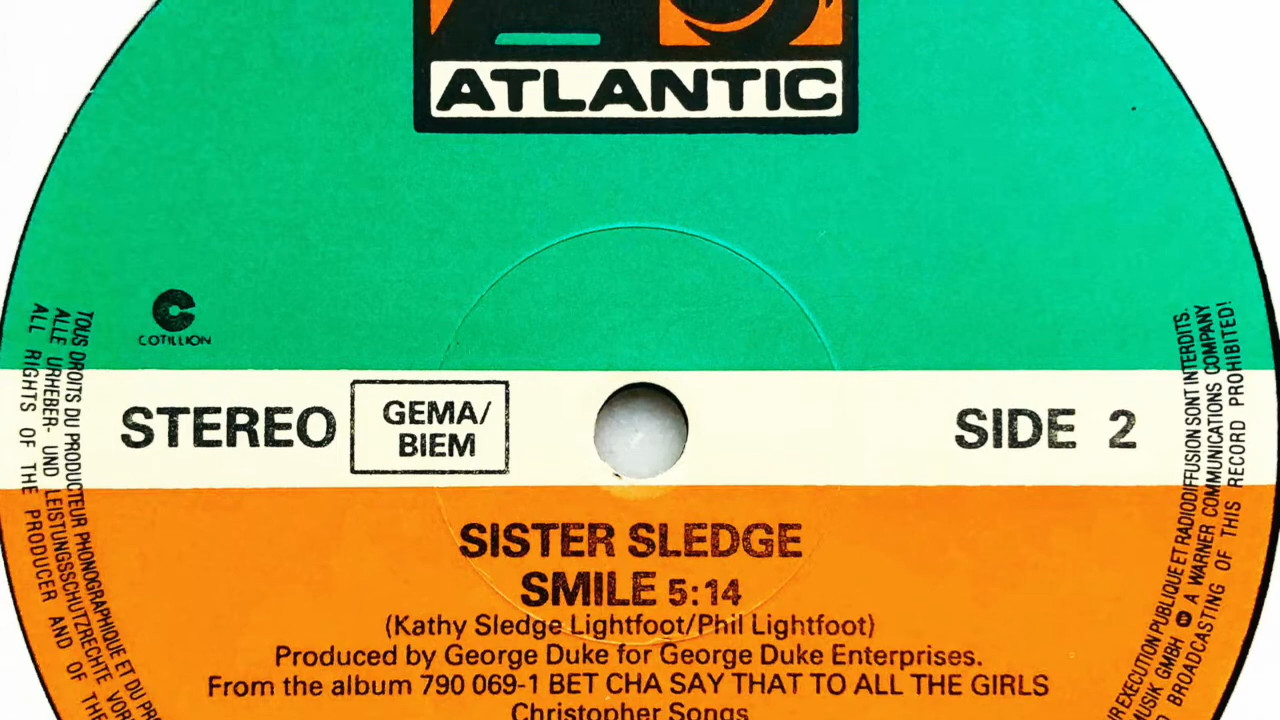 ATLANTIC
COTILLION
STEREO
GEMA/
BIEM
SIDE 2
SISTER SLEDGE
SMILE 5:14
(Kathy Sledge Lightfoot/Phil Lightfoot)
Produced by George Duke for George Duke Enterprises.
From the album 790 069-1 BET CHA SAY THAT TO ALL THE GIRLS
Christopher Songs
TOUS DROITS DU PRODUCTEUR PHONOGRAPHIQUE ET DU
ALLE URHEBER- UND LEISTUNGSSCHUTZRECHTE
ALL RIGHTS OF THE PRODUCER AND OF THE
EXECUTION PUBLIQUE ET RADIODIFFUSION SONT INTERDITS.
GMBH A WARNER COMMUNICATIONS COMPANY
BROADCASTING OF THIS RECORD PROHIBITED!